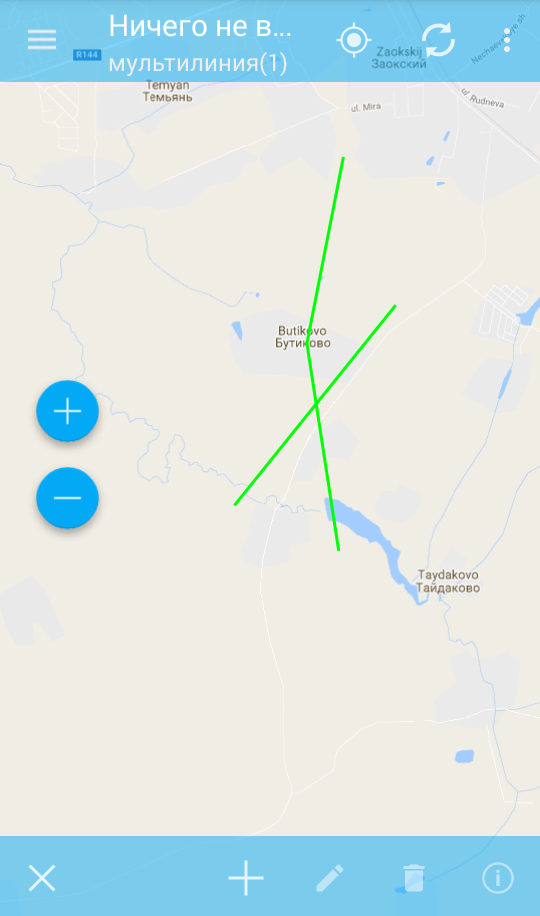 Ничего не в...
мультилиния(1)
R144
Zaokskij
Заокский
Temyan
Темьянь
ul. Mira
ul. Rudneva
Butikovo
Бутиково
Taydakovo
Тайдаково